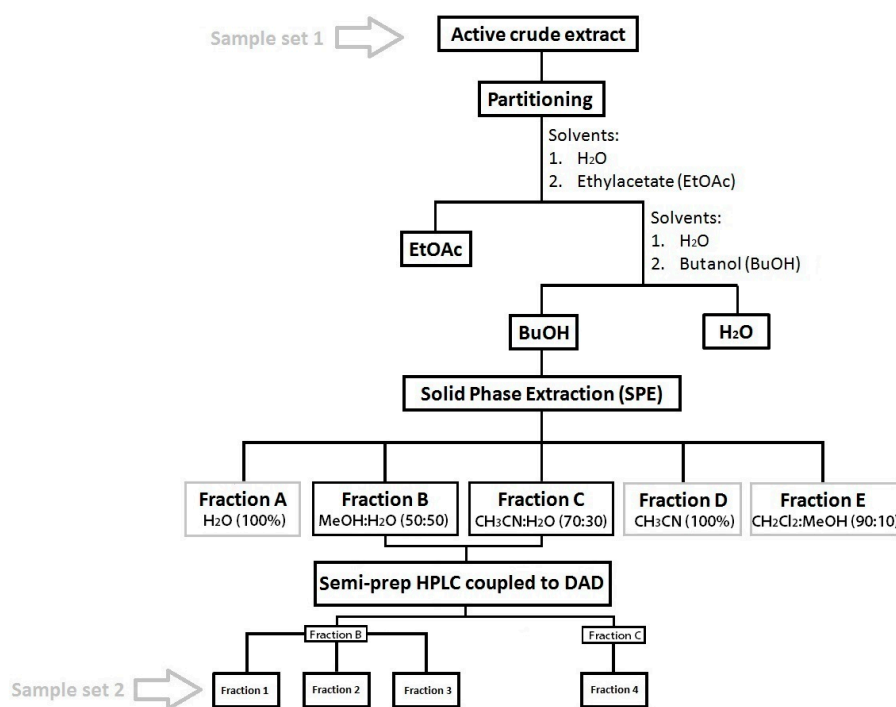 Sample set 1
Active crude extract
Partitioning
Solvents:
1. H₂O
2. Ethylacetate (EtOAc)
Solvents:
1. H₂O
2. Butanol (BuOH)
EtOAc
BuOH
H₂O
Solid Phase Extraction (SPE)
Fraction A
H₂O (100%)
Fraction B
MeOH:H₂O (50:50)
Fraction C
CH₃CN:H₂O (70:30)
Fraction D
CH₃CN (100%)
Fraction E
CH₂Cl₂:MeOH (90:10)
Semi-prep HPLC coupled to DAD
Fraction B
Fraction C
Sample set 2
Fraction 1
Fraction 2
Fraction 3
Fraction 4